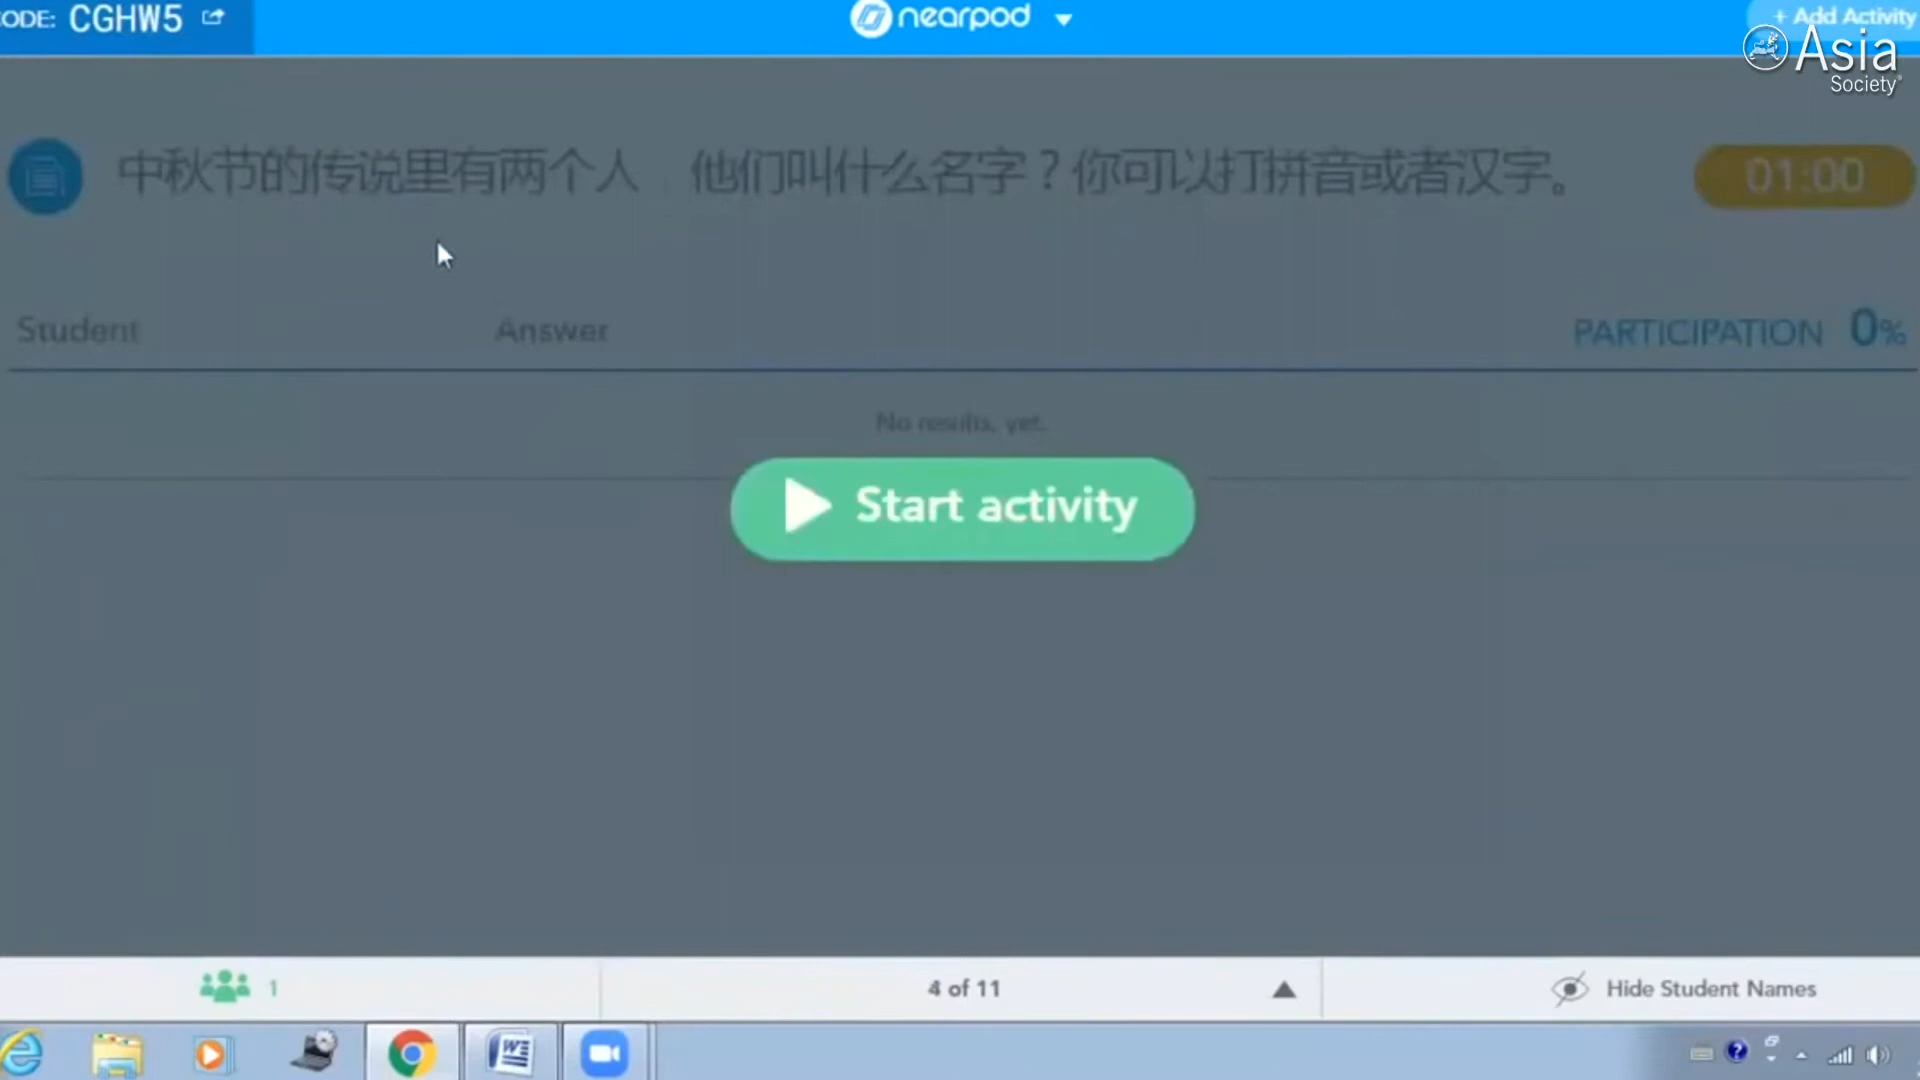 CODE: CGHW5
nearpod
+ Add Activity
Asia
Society
中秋节的传说里有两个人，他们叫什么名字？你可以打拼音或者汉字。
01:00
Student
Answer
PARTICIPATION 0%
No results, yet.
Start activity
1
4 of 11
Hide Student Names